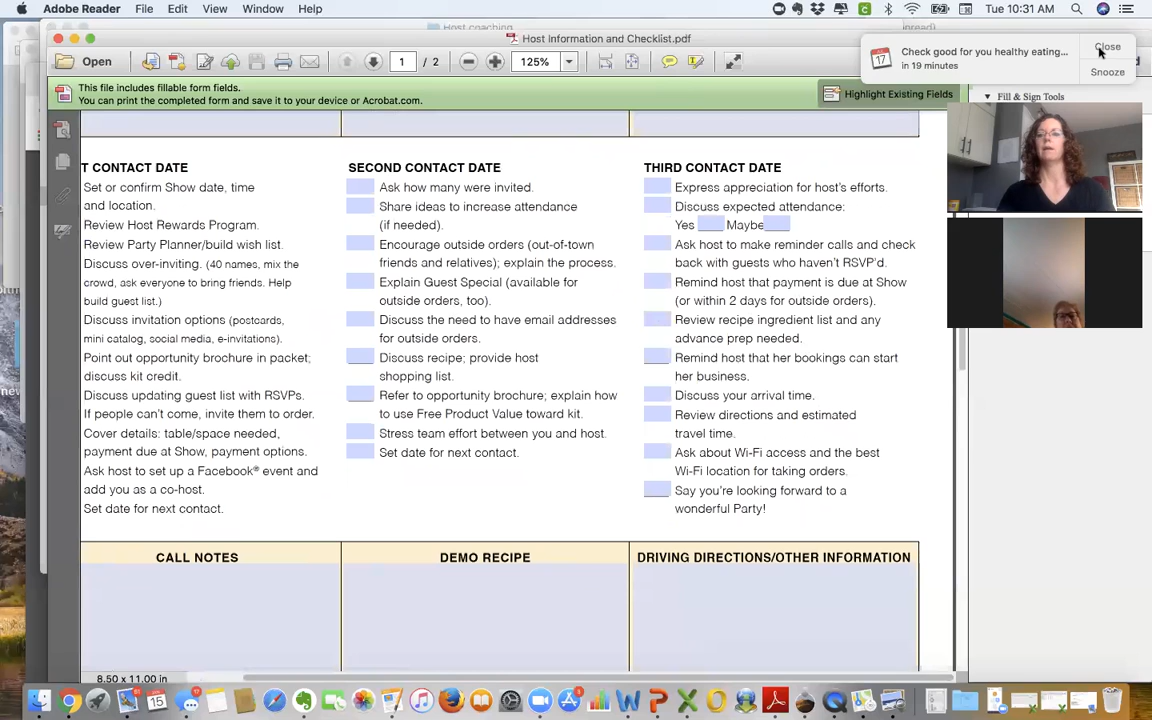 Adobe Reader File Edit View Window Help
Tue 10:31 AM
Host coaching
Host Information and Checklist.pdf
Open
1 / 2
125%
Check good for you healthy eating...
in 19 minutes
Close
Snooze
This file includes fillable form fields.
You can print the completed form and save it to your device or Acrobat.com.
Highlight Existing Fields
Fill & Sign Tools
T CONTACT DATE
Set or confirm Show date, time
and location.
Review Host Rewards Program.
Review Party Planner/build wish list.
Discuss over-inviting. (40 names, mix the
crowd, ask everyone to bring friends. Help
build guest list.)
Discuss invitation options (postcards,
mini catalog, social media, e-invitations).
Point out opportunity brochure in packet;
discuss kit credit.
Discuss updating guest list with RSVPs.
If people can't come, invite them to order.
Cover details: table/space needed,
payment due at Show, payment options.
Ask host to set up a Facebook® event and
add you as a co-host.
Set date for next contact.
SECOND CONTACT DATE
Ask how many were invited.
Share ideas to increase attendance
(if needed).
Encourage outside orders (out-of-town
friends and relatives); explain the process.
Explain Guest Special (available for
outside orders, too).
Discuss the need to have email addresses
for outside orders.
Discuss recipe; provide host
shopping list.
Refer to opportunity brochure; explain how
to use Free Product Value toward kit.
Stress team effort between you and host.
Set date for next contact.
THIRD CONTACT DATE
Express appreciation for host's efforts.
Discuss expected attendance:
Yes Maybe
Ask host to make reminder calls and check
back with guests who haven't RSVP'd.
Remind host that payment is due at Show
(or within 2 days for outside orders).
Review recipe ingredient list and any
advance prep needed.
Remind host that her bookings can start
her business.
Discuss your arrival time.
Review directions and estimated
travel time.
Ask about Wi-Fi access and the best
Wi-Fi location for taking orders.
Say you're looking forward to a
wonderful Party!
CALL NOTES
DEMO RECIPE
DRIVING DIRECTIONS/OTHER INFORMATION
8.50 x 11.00 in